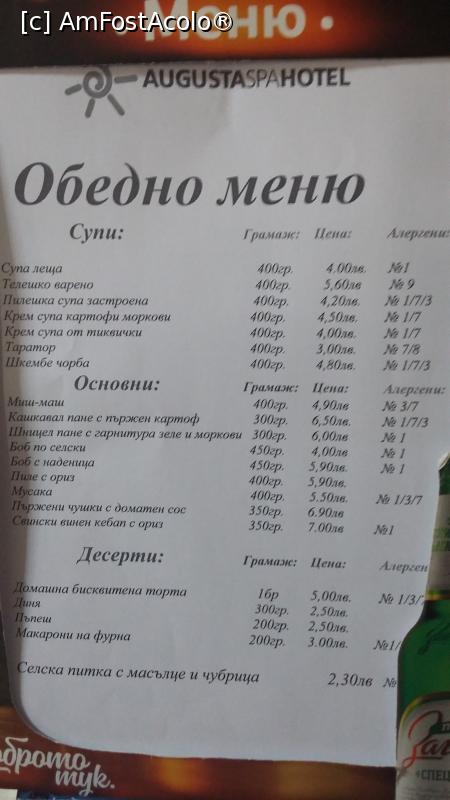 [c] AmFostAcolo®
• Меню •
AUGUSTASPAHOTEL
Обедно меню
Супи: Грамаж: Цена: Алергени:
Супа леща 400гр. 4.00лв. №1
Телешко варено 400гр. 5,60лв № 9
Пилешка супа застроена 400гр. 4,20лв. № 1/7/3
Крем супа картофи моркови 400гр. 4,50лв. № 1/7
Крем супа от тиквички 400гр. 4,00лв. № 1/7
Таратор 400гр. 3,00лв. № 7/8
Шкембе чорба 400гр. 4,80лв. № 1/7/3
Основни: Грамаж: Цена: Алергени:
Миш-маш 400гр. 4,90лв № 3/7
Кашкавал пане с пържен картоф 300гр. 6,50лв. № 1/7/3
Шницел пане с гарнитура зеле и моркови 300гр. 6,00лв № 1
Боб по селски 450гр. 4,00лв № 1
Боб с наденица 450гр. 5,90лв. № 1
Пиле с ориз 400гр. 5,90лв.
Мусака 400гр. 5.50лв. № 1/3/7
Пържени чушки с доматен сос 350гр. 6.90лв
Свински винен кебап с ориз 350гр. 7.00лв №1
Десерти: Грамаж: Цена: Алерген
Домашна бисквитена торта 1бр 5,00лв. № 1/3/
Диня 300гр. 2,50лв.
Пъпеш 200гр. 2,50лв.
Макарони на фурна 200гр. 3.00лв. №1/
Селска питка с масълце и чубрица 2,30лв №
оброто
тук.
Заг
СПЕЦ